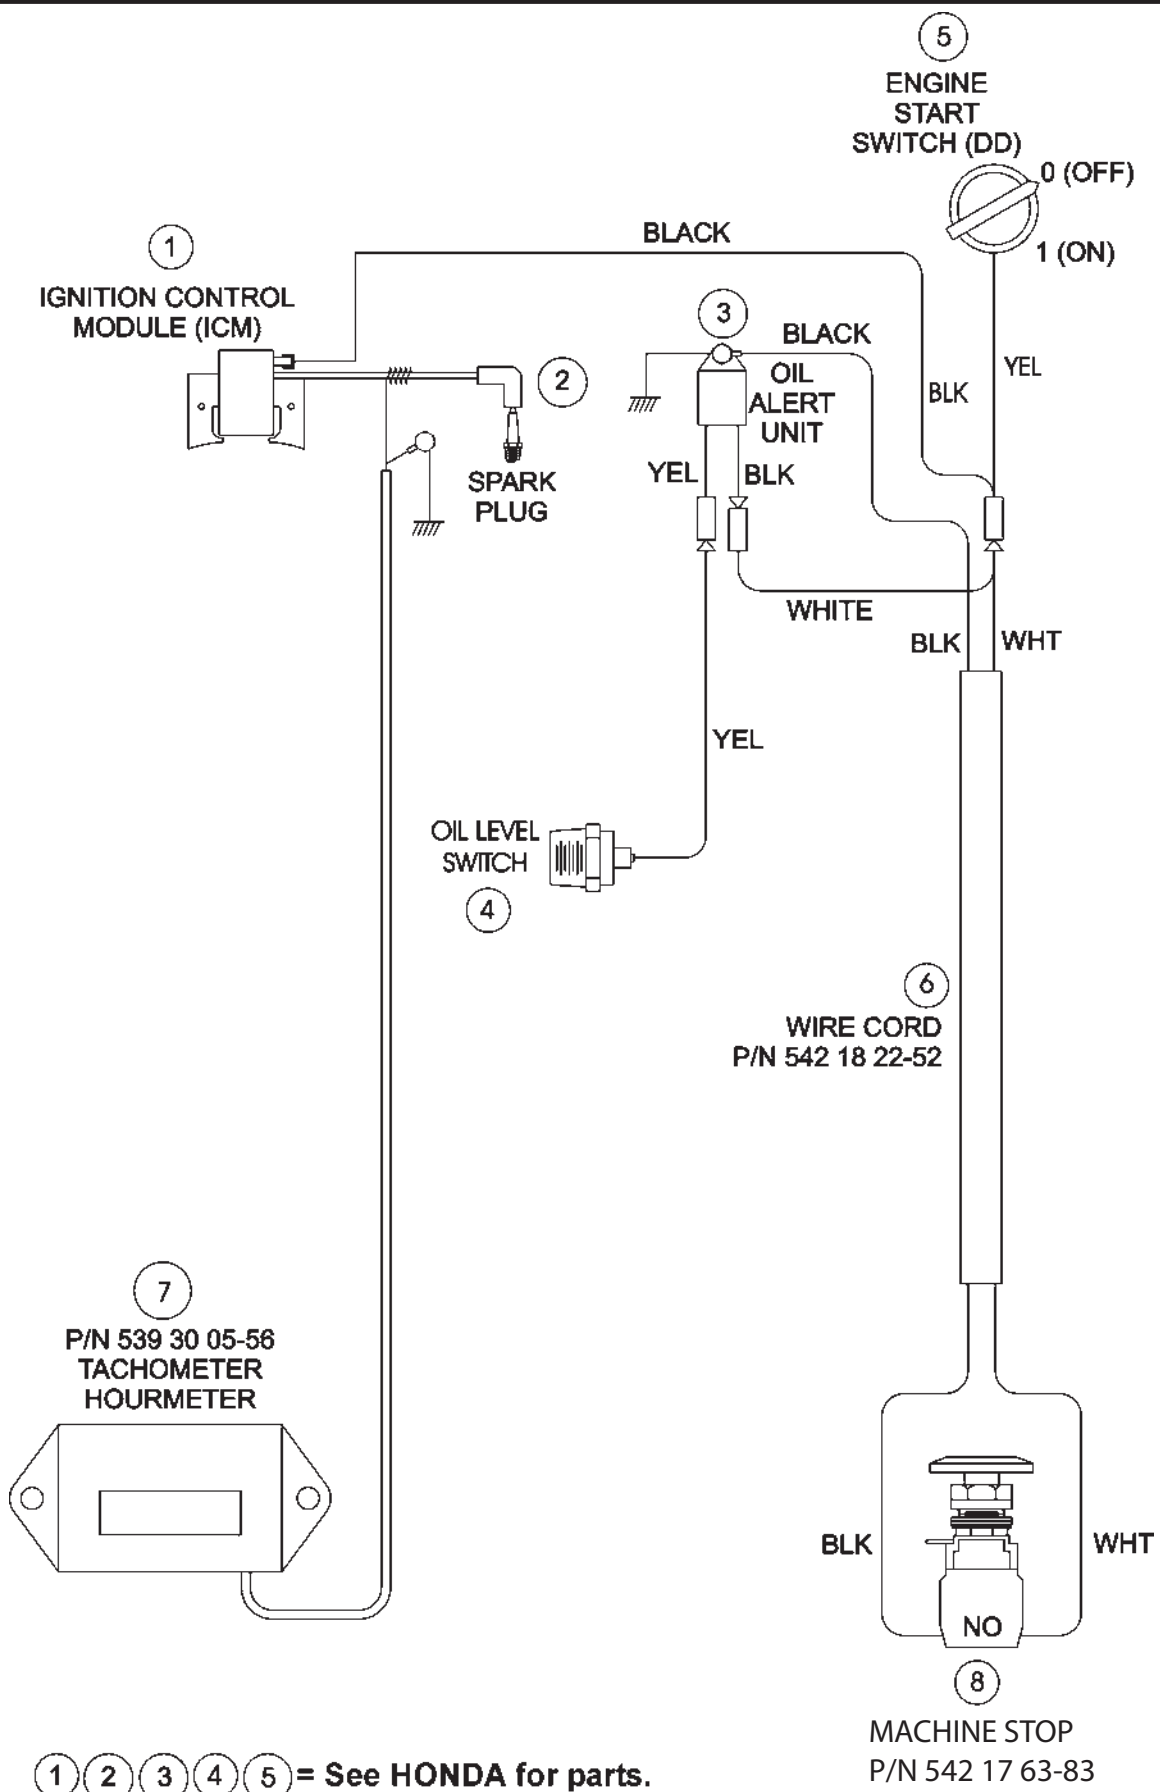 5
ENGINE
START
SWITCH (DD)
0 (OFF)
1 (ON)
1
IGNITION CONTROL
MODULE (ICM)
BLACK
3
BLACK
OIL
ALERT
UNIT
YEL
BLK
2
SPARK
PLUG
YEL
BLK
WHITE
BLK
WHT
YEL
OIL LEVEL
SWITCH
4
6
WIRE CORD
P/N 542 18 22-52
7
P/N 539 30 05-56
TACHOMETER
HOURMETER
BLK
WHT
NO
8
MACHINE STOP
P/N 542 17 63-83
1 2 3 4 5 = See HONDA for parts.